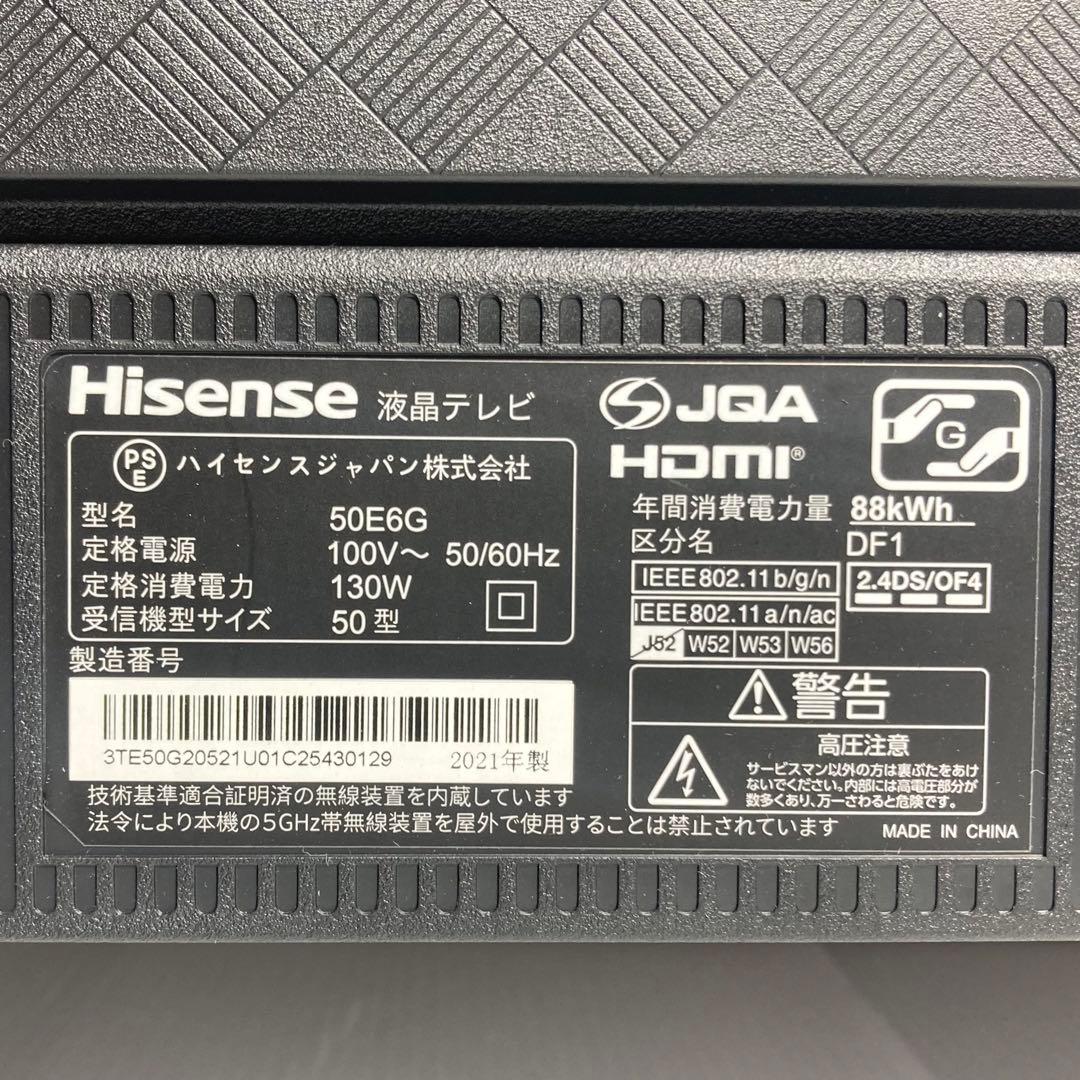 Hisense 液晶テレビ
PSE ハイセンスジャパン株式会社
型名 50E6G
定格電源 100V～ 50/60Hz
定格消費電力 130W
受信機型サイズ 50 型
製造番号
3TE50G20521U01C25430129 2021年製
JQA
HDMI®
G
年間消費電力量 88kWh
区分名 DF1
IEEE802.11b/g/n 2.4DS/OF4
IEEE802.11a/n/ac
J52 W52 W53 W56
警告
高圧注意
サービスマン以外の方は裏ぶたをあけ
ないでください。内部には高電圧部分が
数多くあり、万一さわると危険です。
技術基準適合証明済の無線装置を内蔵しています
法令により本機の5GHz帯無線装置を屋外で使用することは禁止されています
MADE IN CHINA